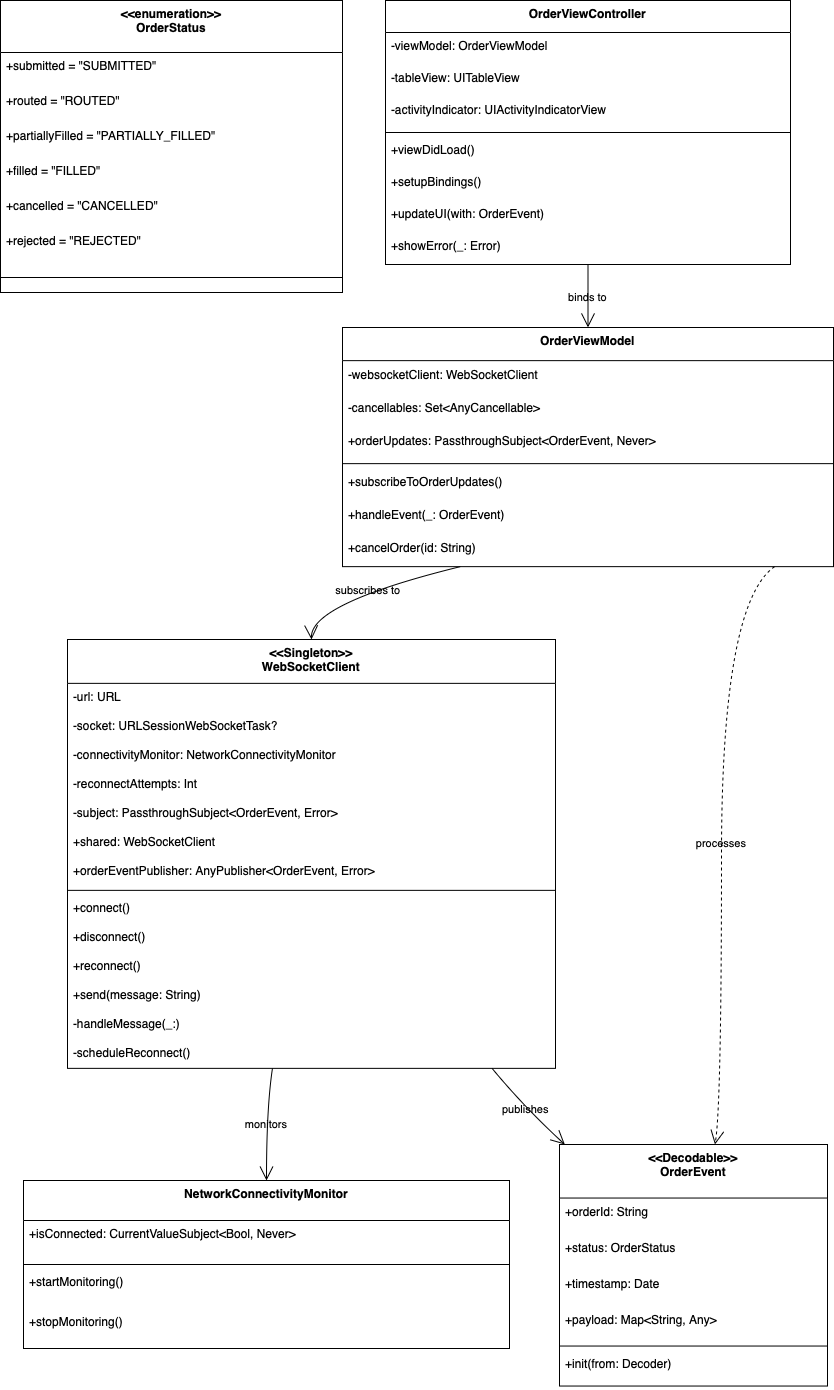 <<enumeration>>
OrderStatus
+submitted = "SUBMITTED"
+routed = "ROUTED"
+partiallyFilled = "PARTIALLY_FILLED"
+filled = "FILLED"
+cancelled = "CANCELLED"
+rejected = "REJECTED"
OrderViewController
-viewModel: OrderViewModel
-tableView: UITableView
-activityIndicator: UIActivityIndicatorView
+viewDidLoad()
+setupBindings()
+updateUI(with: OrderEvent)
+showError(_: Error)
binds to
OrderViewModel
-websocketClient: WebSocketClient
-cancellables: Set<AnyCancellable>
+orderUpdates: PassthroughSubject<OrderEvent, Never>
+subscribeToOrderUpdates()
+handleEvent(_: OrderEvent)
+cancelOrder(id: String)
subscribes to
<<Singleton>>
WebSocketClient
-url: URL
-socket: URLSessionWebSocketTask?
-connectivityMonitor: NetworkConnectivityMonitor
-reconnectAttempts: Int
-subject: PassthroughSubject<OrderEvent, Error>
+shared: WebSocketClient
+orderEventPublisher: AnyPublisher<OrderEvent, Error>
+connect()
+disconnect()
+reconnect()
+send(message: String)
-handleMessage(_:)
-scheduleReconnect()
processes
monitors
publishes
NetworkConnectivityMonitor
+isConnected: CurrentValueSubject<Bool, Never>
+startMonitoring()
+stopMonitoring()
<<Decodable>>
OrderEvent
+orderId: String
+status: OrderStatus
+timestamp: Date
+payload: Map<String, Any>
+init(from: Decoder)